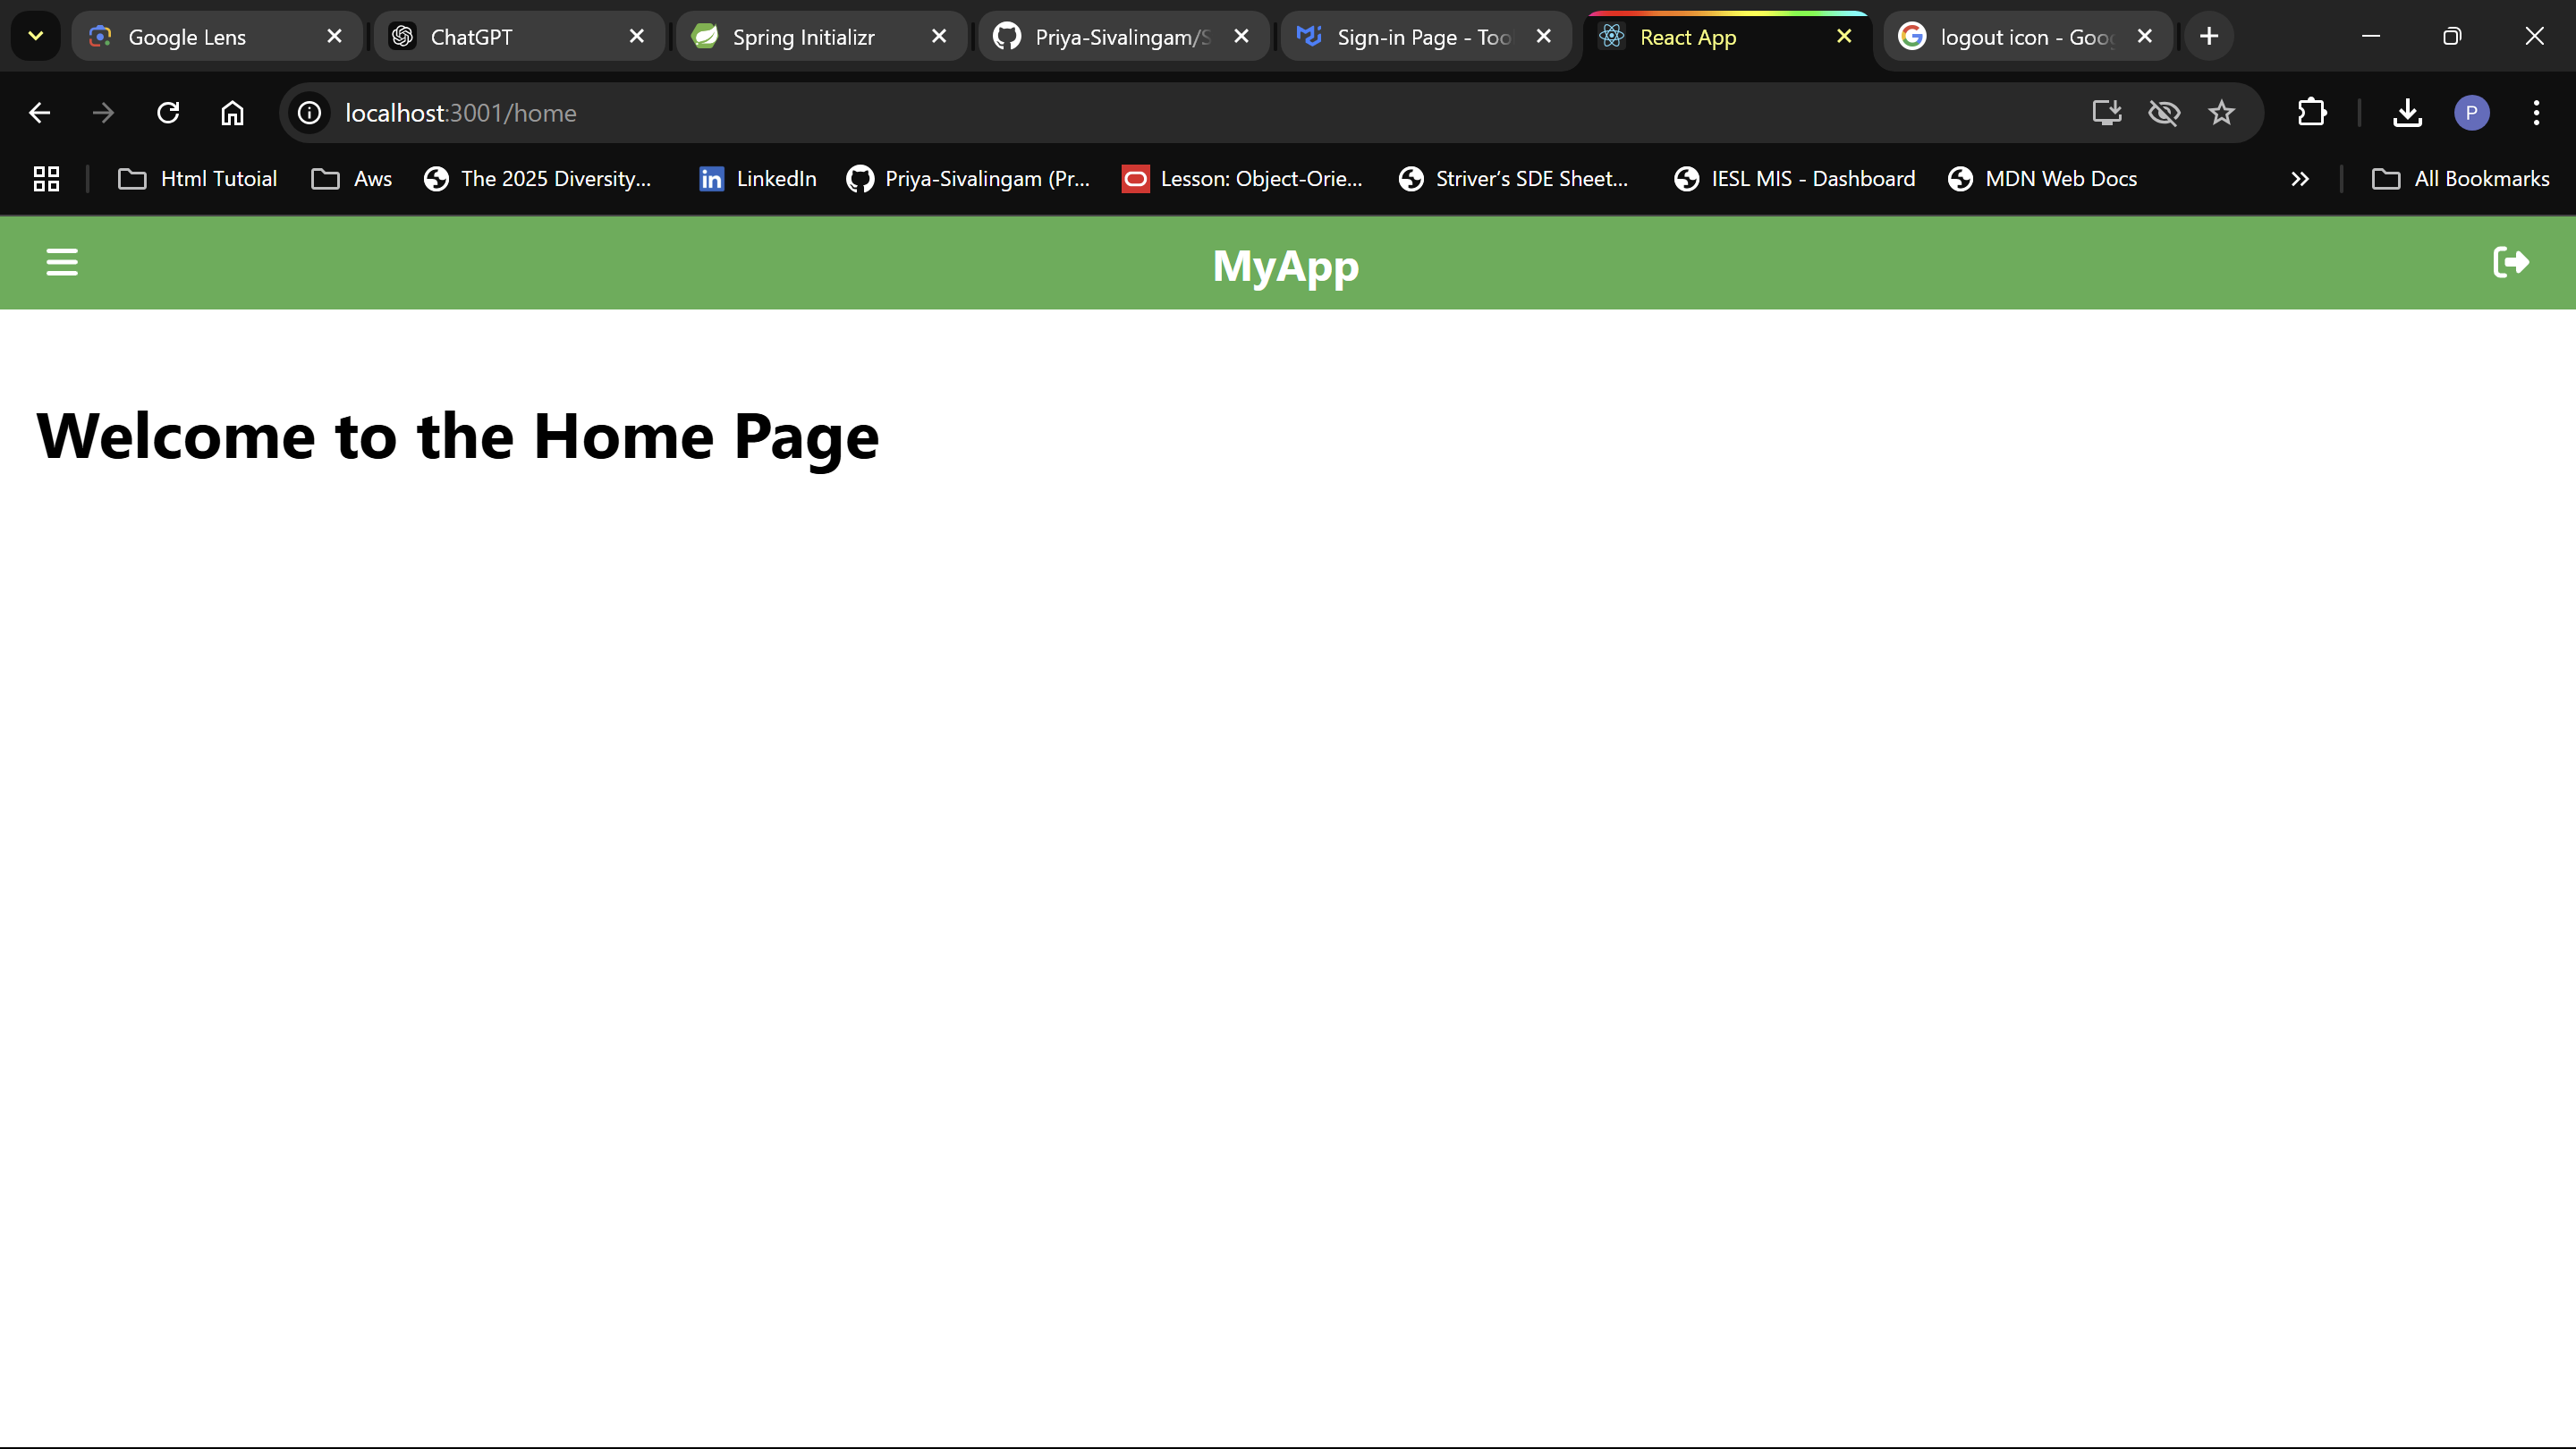 Google Lens
ChatGPT
Spring Initializr
Priya-Sivalingam/S
Sign-in Page - Too
React App
logout icon - Goog
localhost:3001/home
P
Html Tutoial
Aws
The 2025 Diversity...
in
LinkedIn
Priya-Sivalingam (Pr...
Lesson: Object-Orie...
Striver’s SDE Sheet...
IESL MIS - Dashboard
MDN Web Docs
All Bookmarks
MyApp
Welcome to the Home Page